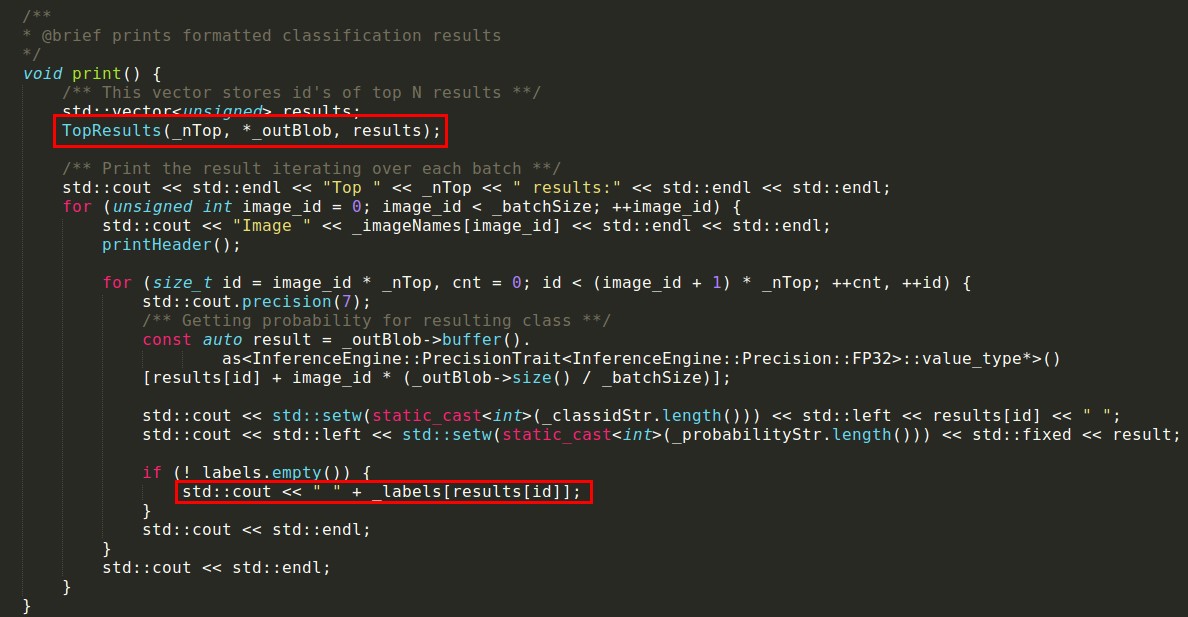 /**
* @brief prints formatted classification results
*/
void print() {
    /** This vector stores id's of top N results **/
    std::vector<unsigned> results;
    TopResults(_nTop, *_outBlob, results);

    /** Print the result iterating over each batch **/
    std::cout << std::endl << "Top " << _nTop << " results:" << std::endl << std::endl;
    for (unsigned int image_id = 0; image_id < _batchSize; ++image_id) {
        std::cout << "Image " << _imageNames[image_id] << std::endl << std::endl;
        printHeader();

        for (size_t id = image_id * _nTop, cnt = 0; id < (image_id + 1) * _nTop; ++cnt, ++id) {
            std::cout.precision(7);
            /** Getting probability for resulting class **/
            const auto result = _outBlob->buffer().
                    as<InferenceEngine::PrecisionTrait<InferenceEngine::Precision::FP32>::value_type*>()
            [results[id] + image_id * (_outBlob->size() / _batchSize)];

            std::cout << std::setw(static_cast<int>(_classidStr.length())) << std::left << results[id] << " ";
            std::cout << std::left << std::setw(static_cast<int>(_probabilityStr.length())) << std::fixed << result;

            if (!_labels.empty()) {
                std::cout << " " + _labels[results[id]];
            }
            std::cout << std::endl;
        }
        std::cout << std::endl;
    }
}